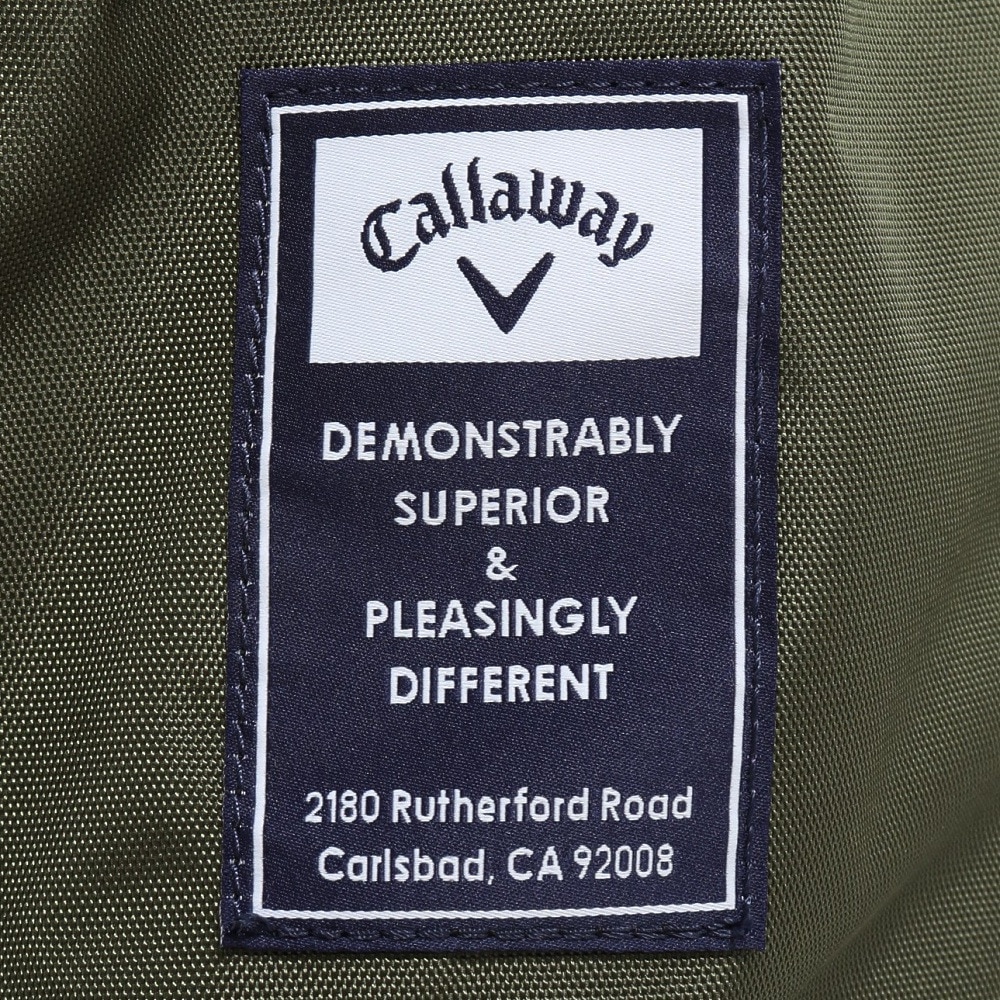 Callaway
DEMONSTRABLY
SUPERIOR
&
PLEASINGLY
DIFFERENT
2180 Rutherford Road
Carlsbad, CA 92008